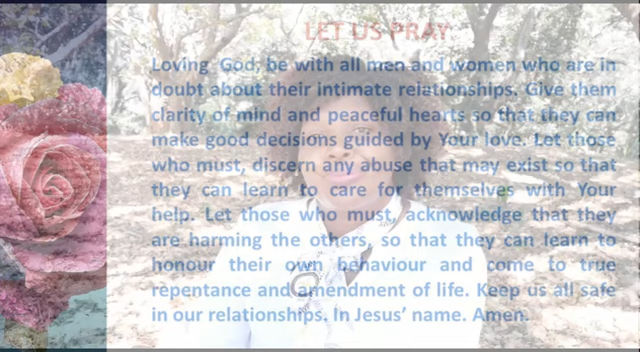 LET US PRAY
Loving God, be with all men and women who are in
doubt about their intimate relationships. Give them
clarity of mind and peaceful hearts so that they can
make good decisions guided by Your love. Let those
who must, discern any abuse that may exist so that
they can learn to care for themselves with Your
help. Let those who must, acknowledge that they
are harming the others, so that they can learn to
honour their own behaviour and come to true
repentance and amendment of life. Keep us all safe
in our relationships. In Jesus’ name. Amen.